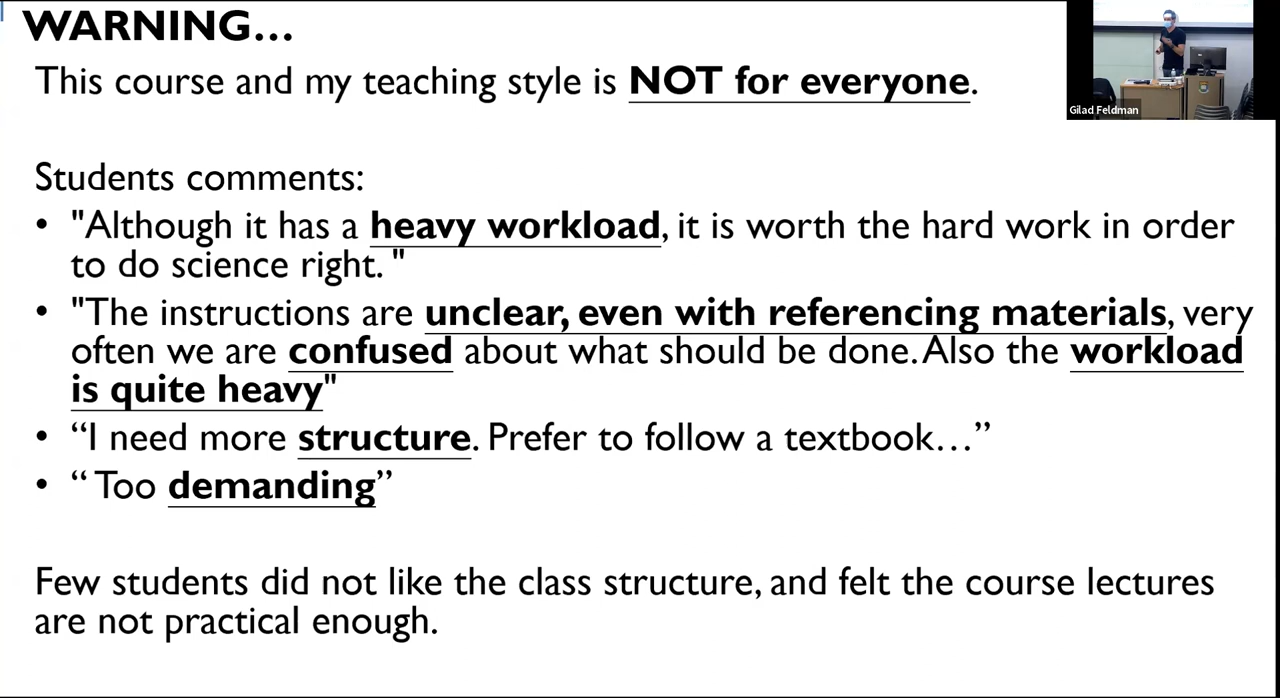 WARNING…
This course and my teaching style is NOT for everyone.
Gilad Feldman
Students comments:
• "Although it has a heavy workload, it is worth the hard work in order
to do science right. "
• "The instructions are unclear, even with referencing materials, very
often we are confused about what should be done. Also the workload
is quite heavy"
• “I need more structure. Prefer to follow a textbook…”
• “ Too demanding”
Few students did not like the class structure, and felt the course lectures
are not practical enough.